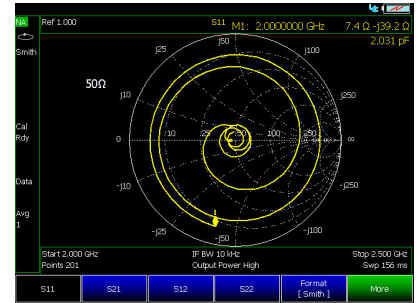 NA
Ref 1.000
S11 M1: 2.0000000 GHz 7.4 Ω -j39.2 Ω
2.031 pF
Smith
j50
j25
j100
50Ω
j10
j250
Cal
Rdy
0
10
25
50
100
250
∞
Data
-j10
-j250
Avg
1
1
-j25
-j100
-j50
Start 2.000 GHz
IF BW 10 kHz
Stop 2.500 GHz
Points 201
Output Power High
Swp 156 ms
S11
S21
S12
S22
Format
[ Smith ]
More